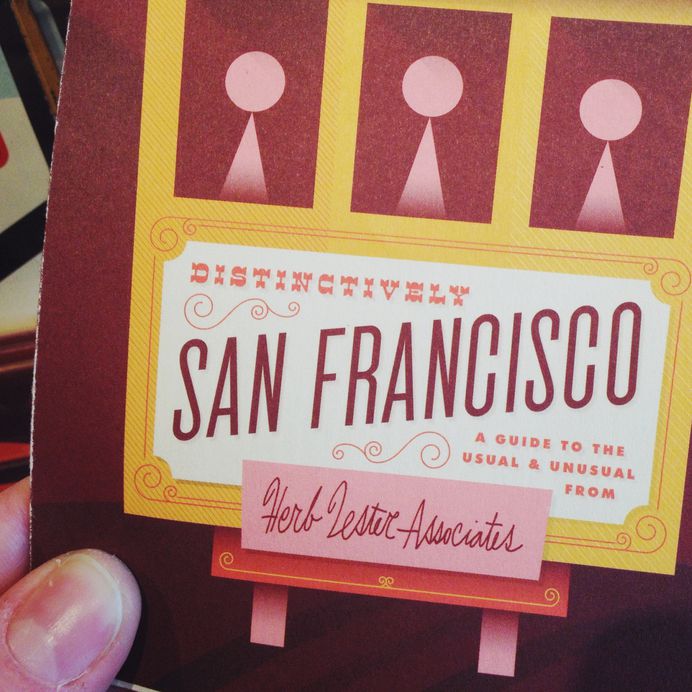 DISTINCTIVELY
SAN FRANCISCO
A GUIDE TO THE
USUAL & UNUSUAL
FROM
Herb Lester Associates